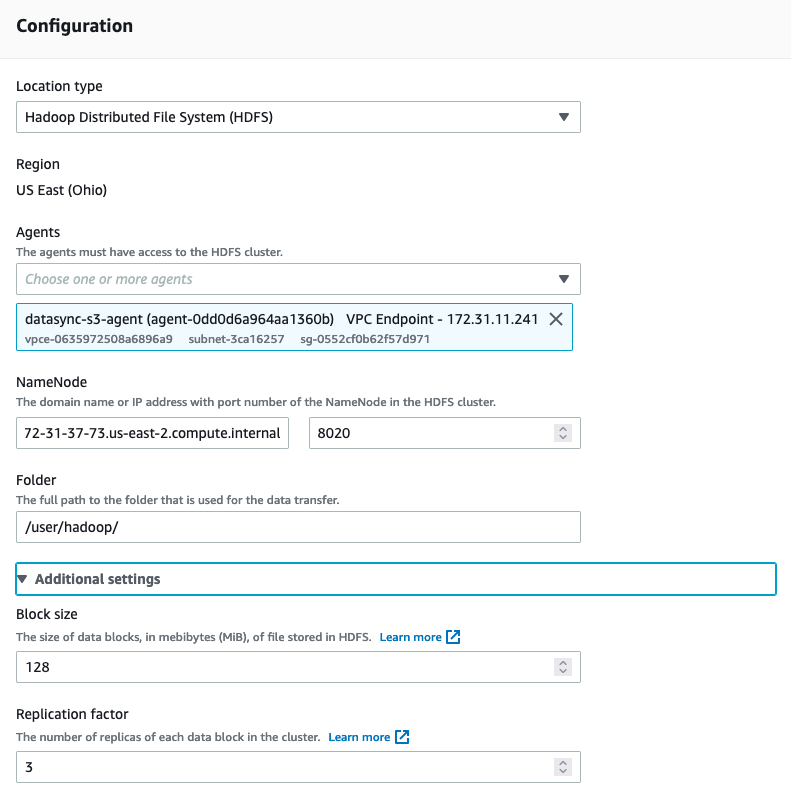 Configuration
Location type
Hadoop Distributed File System (HDFS)
Region
US East (Ohio)
Agents
The agents must have access to the HDFS cluster.
Choose one or more agents
datasync-s3-agent (agent-0dd0d6a964aa1360b) VPC Endpoint - 172.31.11.241
vpce-0635972508a6896a9 subnet-3ca16257 sg-0552cf0b62f57d971
NameNode
The domain name or IP address with port number of the NameNode in the HDFS cluster.
72-31-37-73.us-east-2.compute.internal 8020
Folder
The full path to the folder that is used for the data transfer.
/user/hadoop/
Additional settings
Block size
The size of data blocks, in mebibytes (MiB), of file stored in HDFS. Learn more
128
Replication factor
The number of replicas of each data block in the cluster. Learn more
3